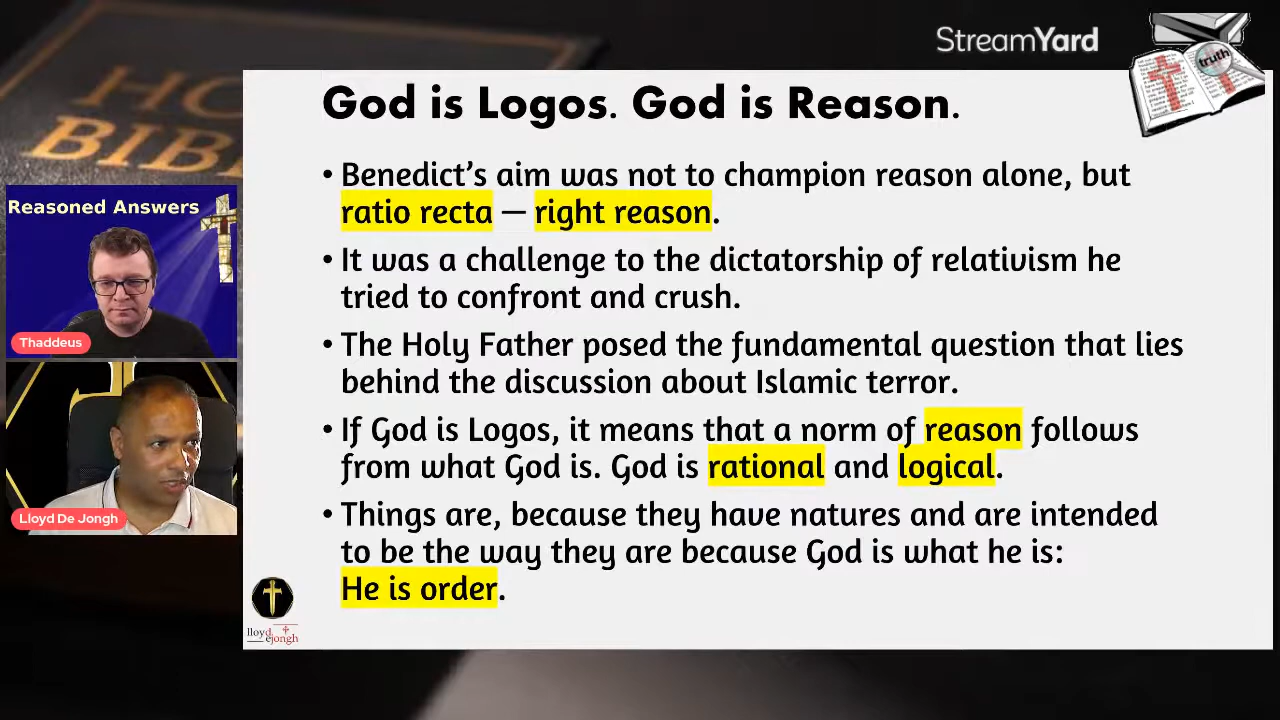 HO
BIB
StreamYard
truth
God is Logos. God is Reason.
• Benedict’s aim was not to champion reason alone, but
ratio recta — right reason.
• It was a challenge to the dictatorship of relativism he
tried to confront and crush.
• The Holy Father posed the fundamental question that lies
behind the discussion about Islamic terror.
• If God is Logos, it means that a norm of reason follows
from what God is. God is rational and logical.
• Things are, because they have natures and are intended
to be the way they are because God is what he is:
He is order.
Reasoned Answers
Thaddeus
Lloyd De Jongh
lloyd
ejongh